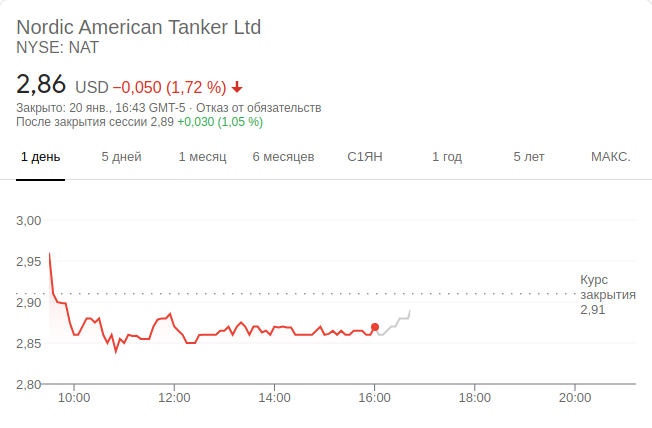 Nordic American Tanker Ltd
NYSE: NAT
2,86 USD −0,050 (1,72 %)
Закрыто: 20 янв., 16:43 GMT-5 · Отказ от обязательств
После закрытия сессии 2,89 +0,030 (1,05 %)
1 день 5 дней 1 месяц 6 месяцев С1ЯН 1 год 5 лет МАКС.
3,00
2,95
2,90
2,85
2,80
Курс
закрытия
2,91
10:00 12:00 14:00 16:00 18:00 20:00